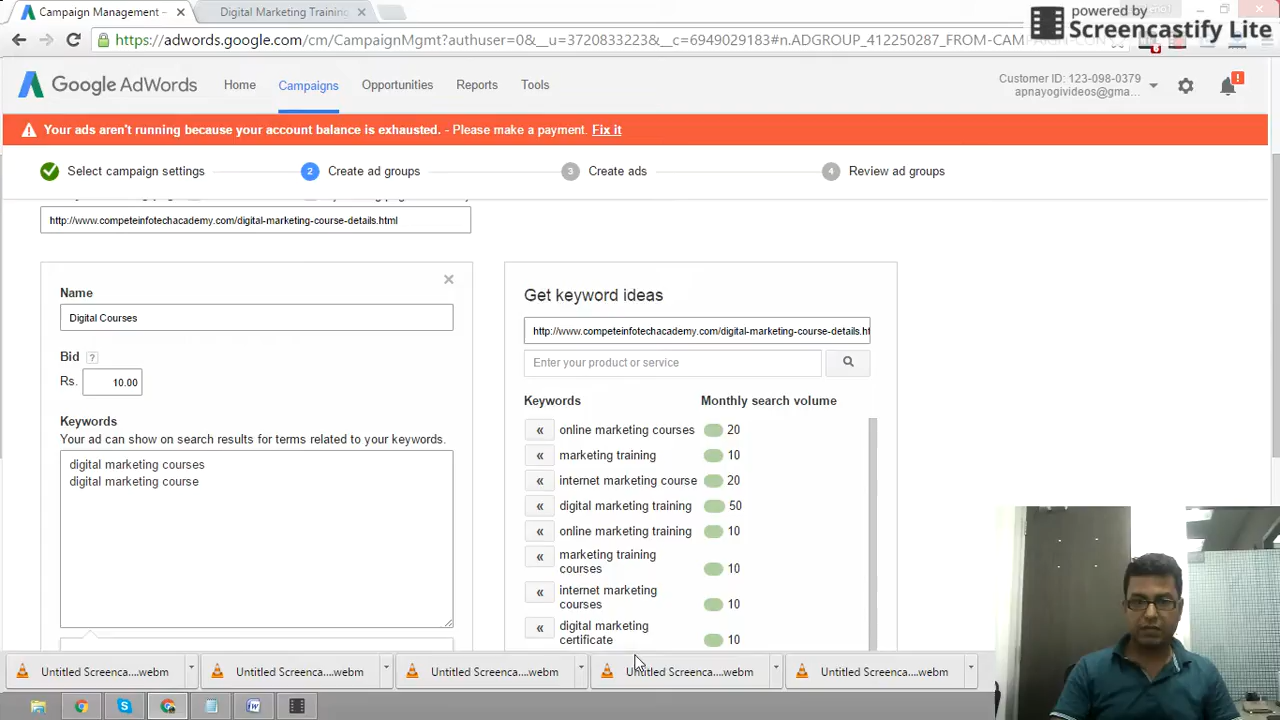 Campaign Management -
Digital Marketing Training
powered by
Screencastify Lite
https://adwords.google.com/cm/CampaignMgmt
Google AdWords
Home
Campaigns
Opportunities
Reports
Tools
Customer ID: 123-098-0379
apnayogivideos@gma...
Your ads aren't running because your account balance is exhausted. - Please make a payment. Fix it
Select campaign settings
2 Create ad groups
3 Create ads
4 Review ad groups
http://www.competeinfotechacademy.com/digital-marketing-course-details.html
Name
Digital Courses
Bid ?
Rs. 10.00
Keywords
Your ad can show on search results for terms related to your keywords.
digital marketing courses
digital marketing course
Get keyword ideas
http://www.competeinfotechacademy.com/digital-marketing-course-details.ht
Enter your product or service
Keywords Monthly search volume
« online marketing courses 20
« marketing training 10
« internet marketing course 20
« digital marketing training 50
« online marketing training 10
« marketing training
courses 10
« internet marketing
courses 10
« digital marketing
certificate 10
Untitled Screenca....webm
Untitled Screenca....webm
Untitled Screenca....webm
Untitled Screenca....webm
Untitled Screenca....webm